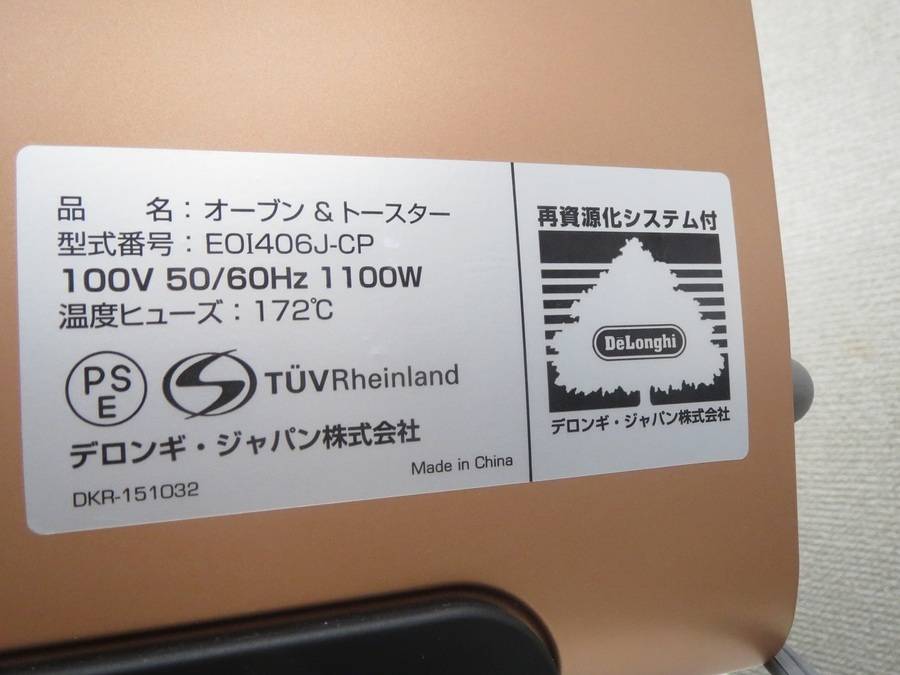 品　　名：オーブン & トースター
型式番号：EOI406J-CP
100V 50/60Hz 1100W
温度ヒューズ：172℃
PS
E
TÜVRheinland
デロンギ・ジャパン株式会社
Made in China
DKR-151032
再資源化システム付
DeLonghi
デロンギ・ジャパン株式会社